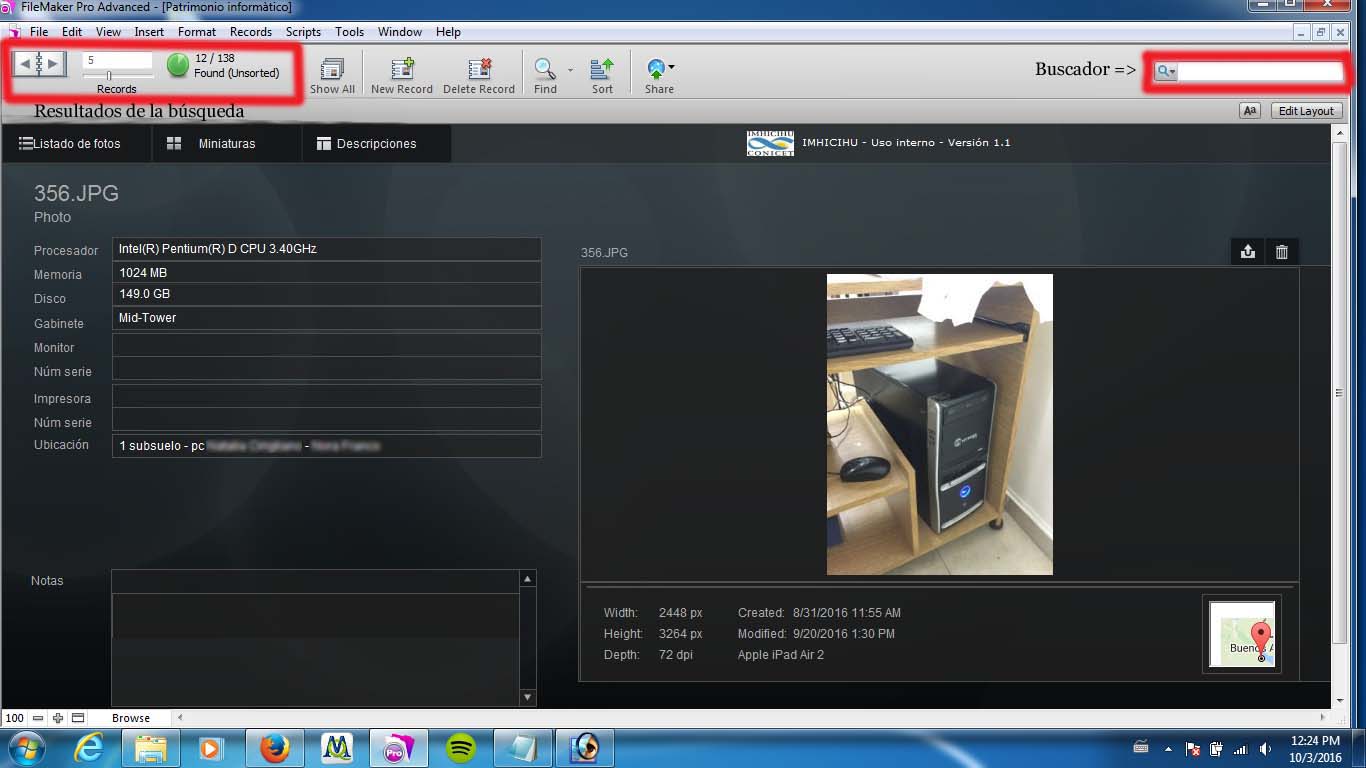 FileMaker Pro Advanced - [Patrimonio informàtico]
File Edit View Insert Format Records Scripts Tools Window Help
5
12 / 138
Found (Unsorted)
Records
Show All
New Record
Delete Record
Find
Sort
Share
Buscador =>
Resultados de la búsqueda
Aa
Edit Layout
Listado de fotos
Miniaturas
Descripciones
IMHICIHU
CONICET
IMHICIHU - Uso interno - Versión 1.1
356.JPG
Photo
Procesador Intel(R) Pentium(R) D CPU 3.40GHz
Memoria 1024 MB
Disco 149.0 GB
Gabinete Mid-Tower
Monitor
Núm serie
Impresora
Núm serie
Ubicación 1 subsuelo - pc -
Notas
356.JPG
Width: 2448 px Created: 8/31/2016 11:55 AM
Height: 3264 px Modified: 9/20/2016 1:30 PM
Depth: 72 dpi Apple iPad Air 2
Buenos A
100
Browse
Pro
12:24 PM
10/3/2016